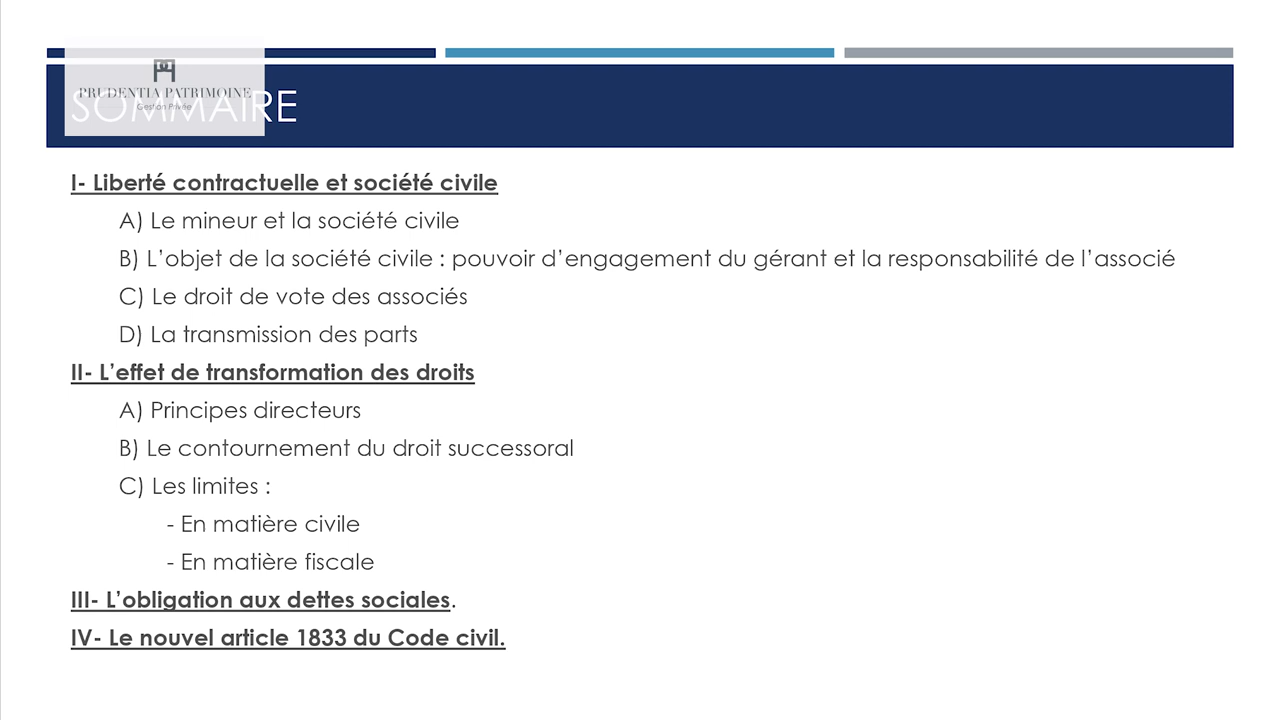 PRUDENTIA PATRIMOINE
Gestion Privée
SOMMAIRE
I- Liberté contractuelle et société civile
A) Le mineur et la société civile
B) L’objet de la société civile : pouvoir d’engagement du gérant et la responsabilité de l’associé
C) Le droit de vote des associés
D) La transmission des parts
II- L’effet de transformation des droits
A) Principes directeurs
B) Le contournement du droit successoral
C) Les limites :
- En matière civile
- En matière fiscale
III- L’obligation aux dettes sociales.
IV- Le nouvel article 1833 du Code civil.